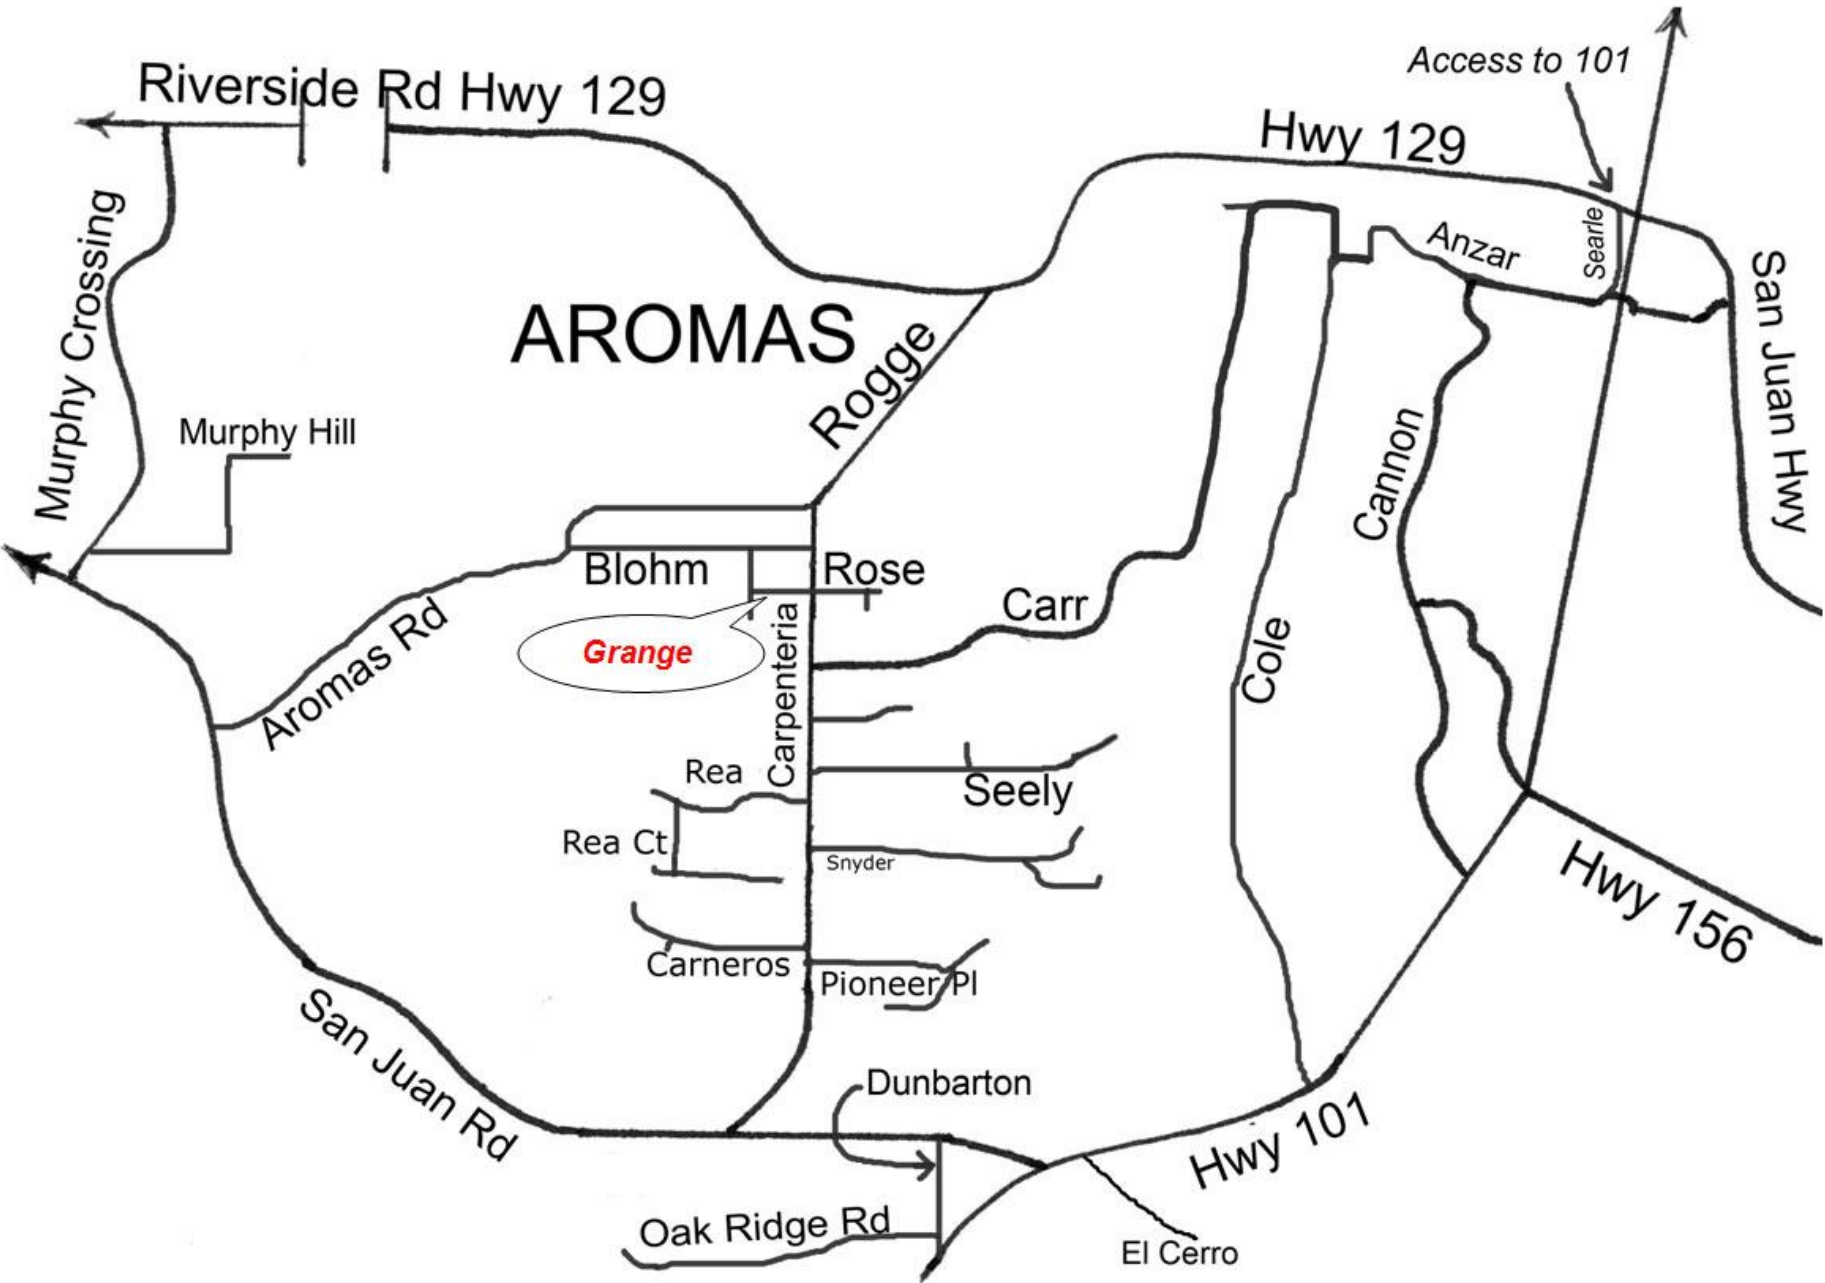 Access to 101
Riverside Rd Hwy 129
Hwy 129
Murphy Crossing
Searle
Anzar
San Juan Hwy
AROMAS
Rogge
Murphy Hill
Cannon
Blohm
Rose
Carr
Aromas Rd
Grange
Carpenteria
Cole
Rea
Seely
Rea Ct
Snyder
Hwy 156
Carneros
Pioneer Pl
San Juan Rd
Dunbarton
Hwy 101
Oak Ridge Rd
El Cerro